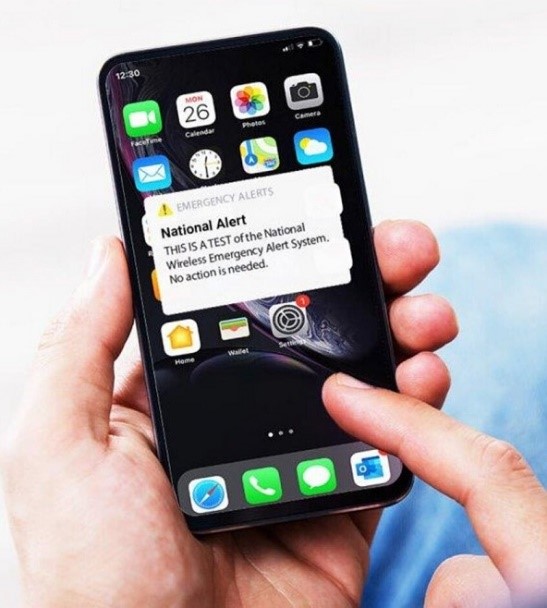 12:30
MON
26
FaceTime
Calendar
Photos
Camera
EMERGENCY ALERTS
National Alert
THIS IS A TEST of the National
Wireless Emergency Alert System.
No action is needed.
1
Home
Wallet
Settings